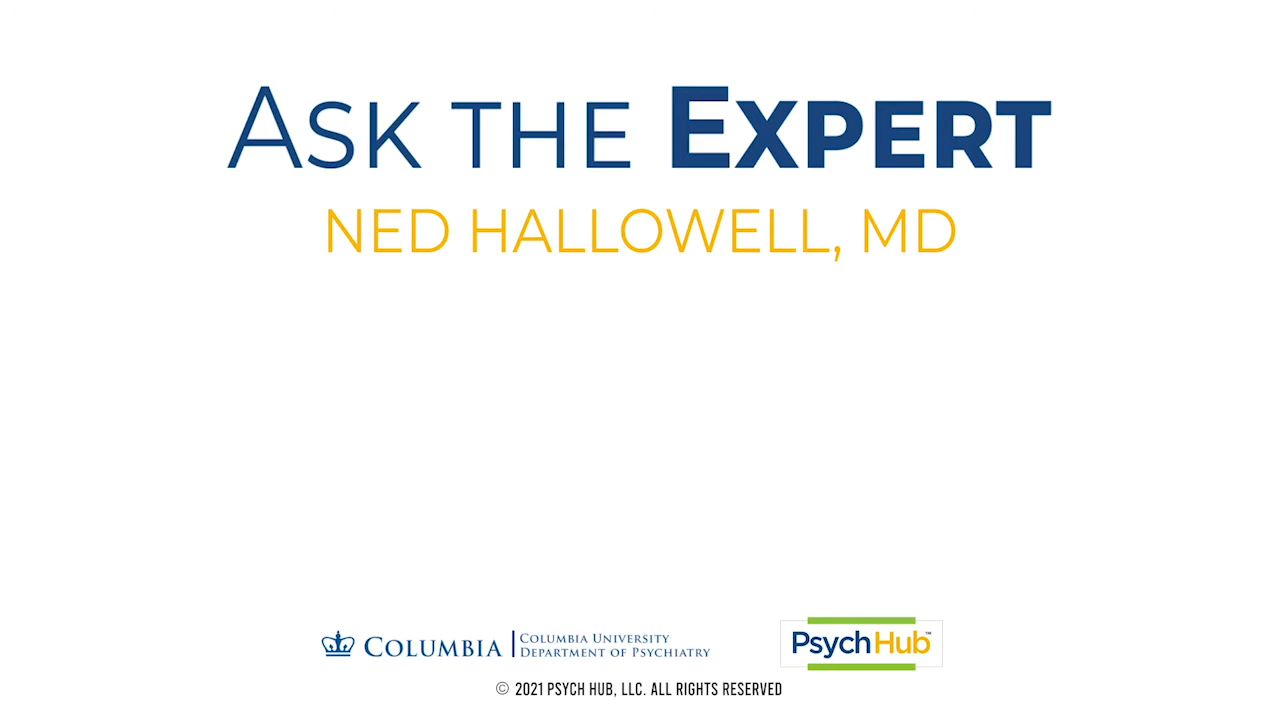 Ask the Expert
NED HALLOWELL, MD
Columbia
Columbia University
Department of Psychiatry
PsychHub™
© 2021 PSYCH HUB, LLC. ALL RIGHTS RESERVED